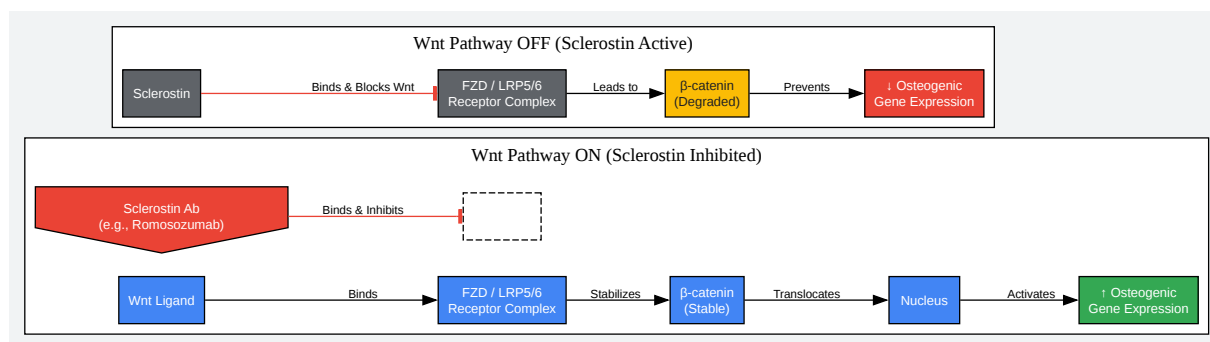 Wnt Pathway OFF (Sclerostin Active)
Sclerostin
Binds & Blocks Wnt
FZD / LRP5/6
Receptor Complex
Leads to
β-catenin
(Degraded)
Prevents
↓ Osteogenic
Gene Expression
Wnt Pathway ON (Sclerostin Inhibited)
Sclerostin Ab
(e.g., Romosozumab)
Binds & Inhibits
Wnt Ligand
Binds
FZD / LRP5/6
Receptor Complex
Stabilizes
β-catenin
(Stable)
Translocates
Nucleus
Activates
↑ Osteogenic
Gene Expression